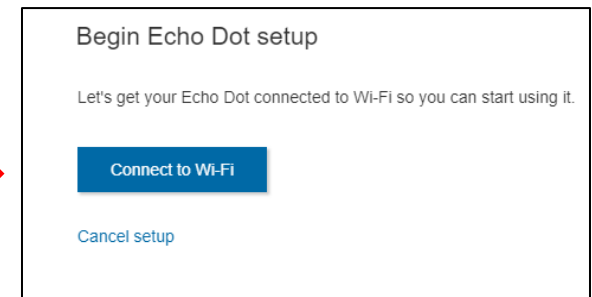 Begin Echo Dot setup
Let's get your Echo Dot connected to Wi-Fi so you can start using it.
Connect to Wi-Fi
Cancel setup